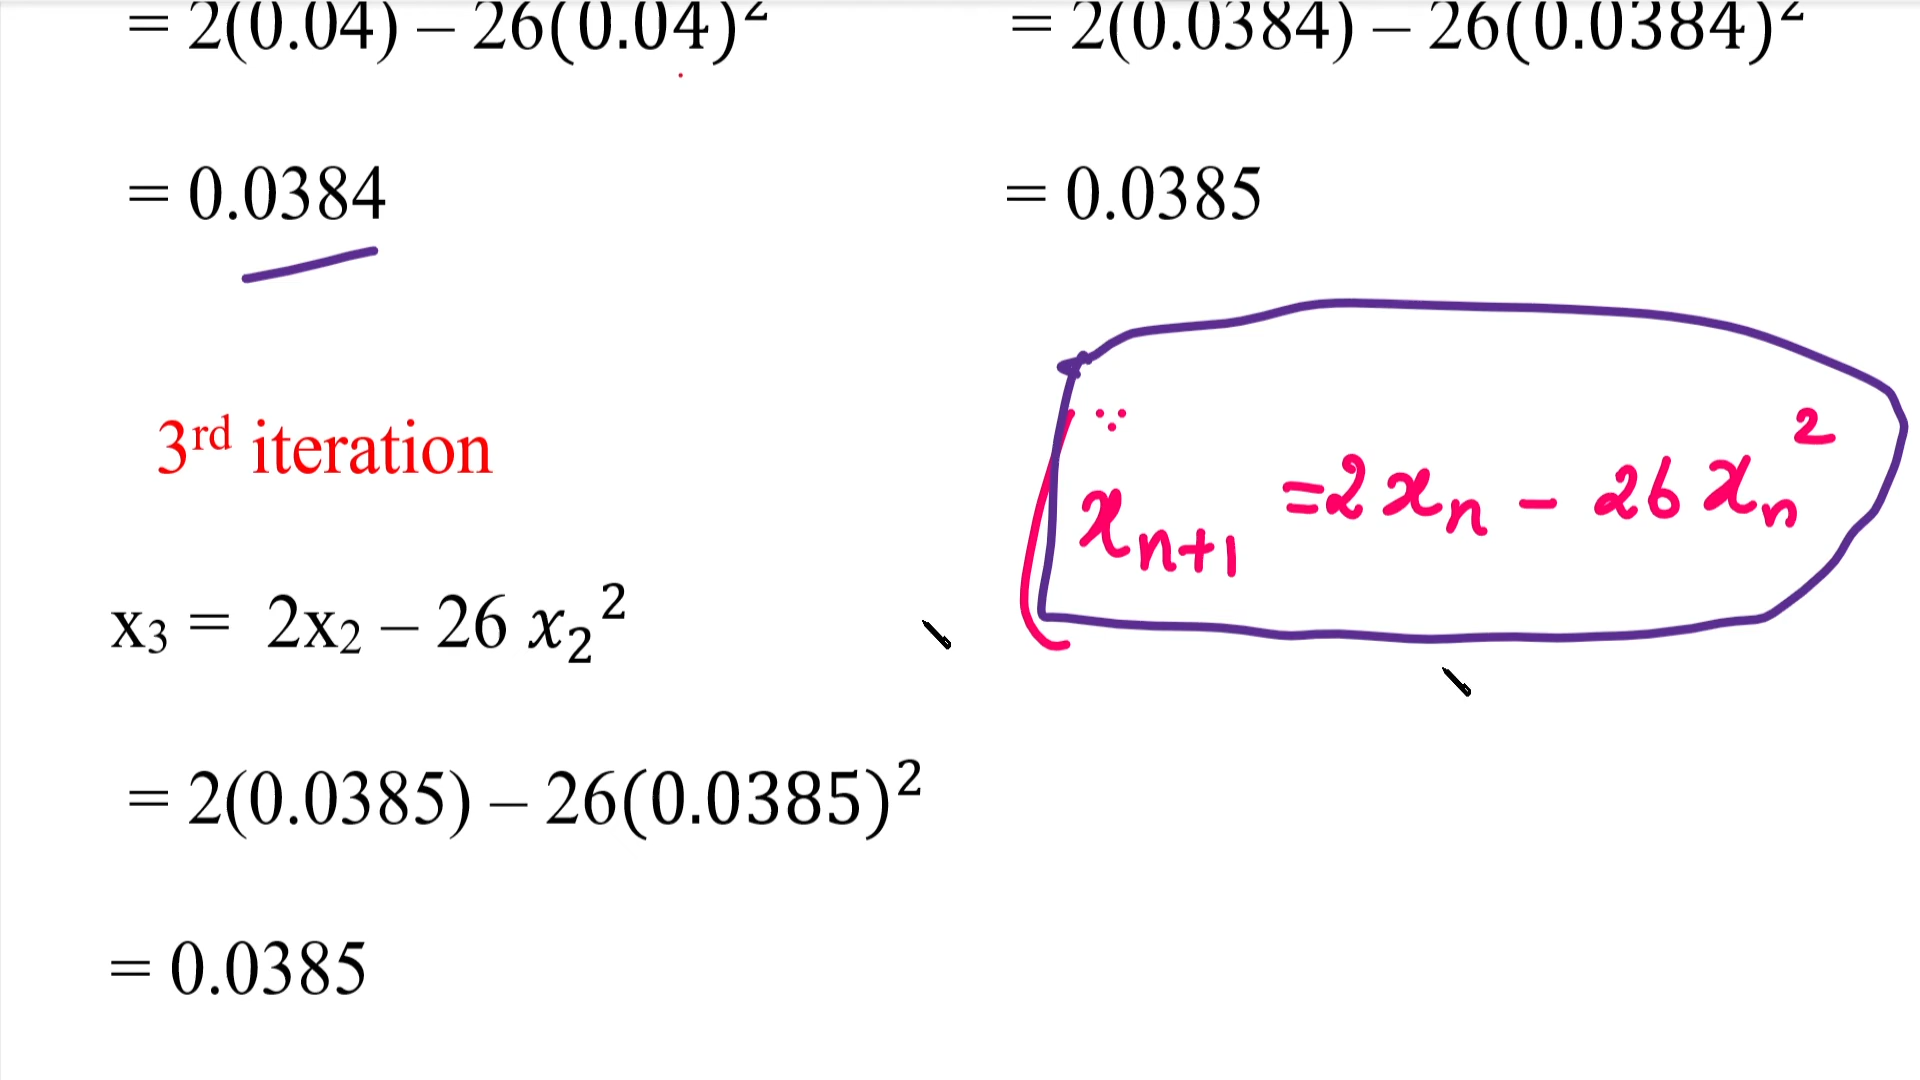 = 2(0.04) – 26(0.04)²
= 0.0384
= 2(0.0384) – 26(0.0384)²
= 0.0385
3rd iteration
x₃ = 2x₂ – 26 x₂²
= 2(0.0385) – 26(0.0385)²
= 0.0385
∵
xₙ₊₁ = 2xₙ - 26xₙ²